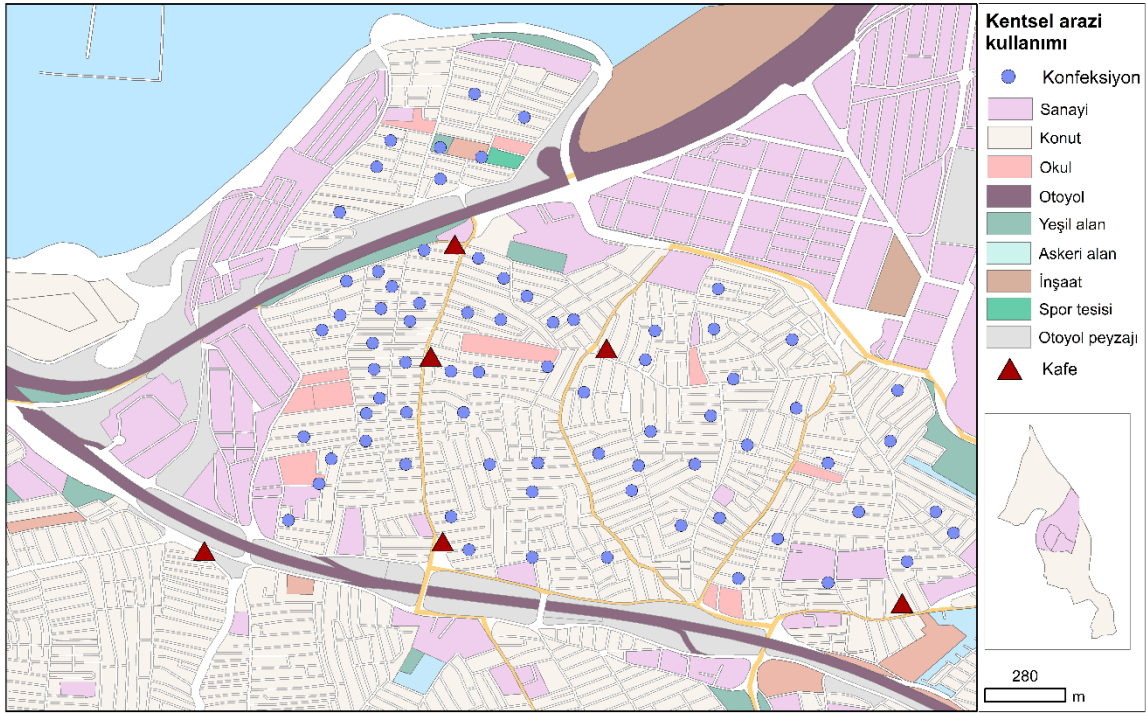 Kentsel arazi
kullanımı
Konfeksiyon
Sanayi
Konut
Okul
Otoyol
Yeşil alan
Askeri alan
İnşaat
Spor tesisi
Otoyol peyzajı
Kafe
280
m